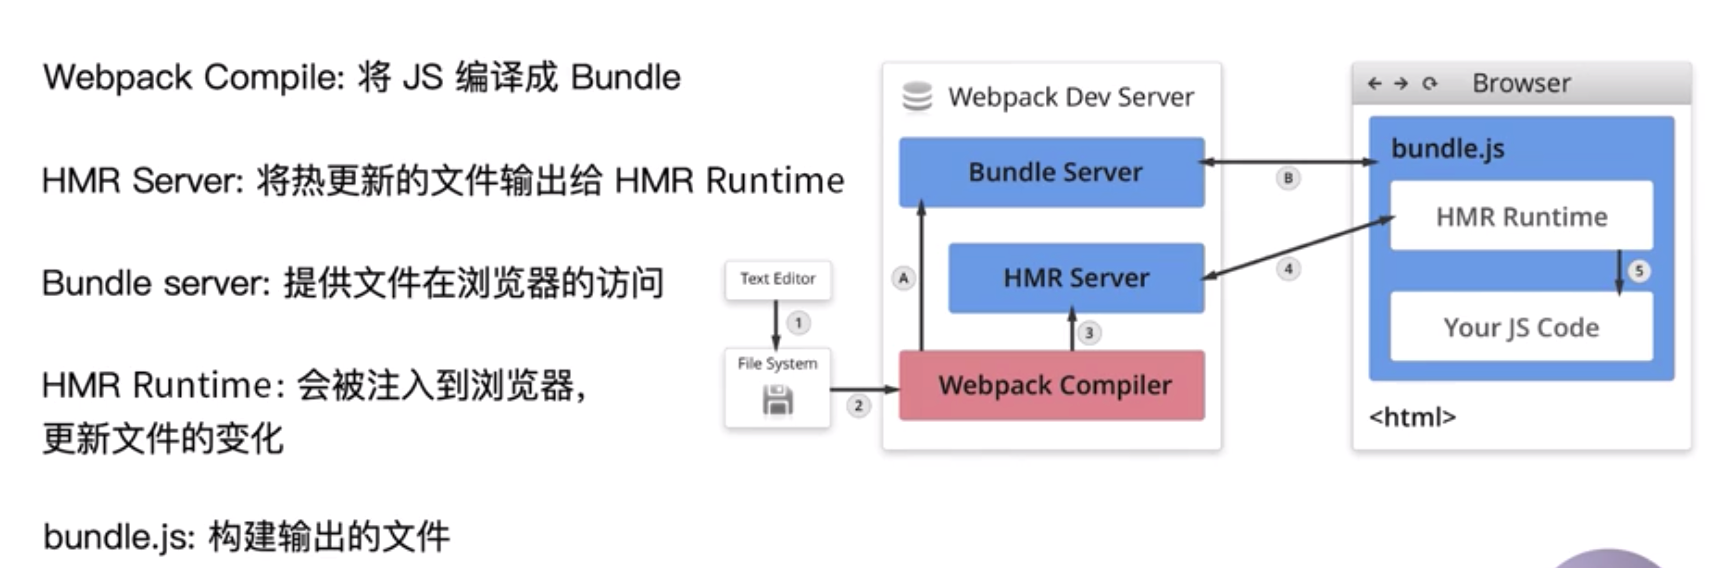 Webpack Compile: 将 JS 编译成 Bundle
HMR Server: 将热更新的文件输出给 HMR Runtime
Bundle server: 提供文件在浏览器的访问
HMR Runtime: 会被注入到浏览器，
更新文件的变化
bundle.js: 构建输出的文件
Text Editor
1
File System
2
Webpack Dev Server
Bundle Server
A
HMR Server
3
Webpack Compiler
B
4
Browser
bundle.js
HMR Runtime
5
Your JS Code
<html>